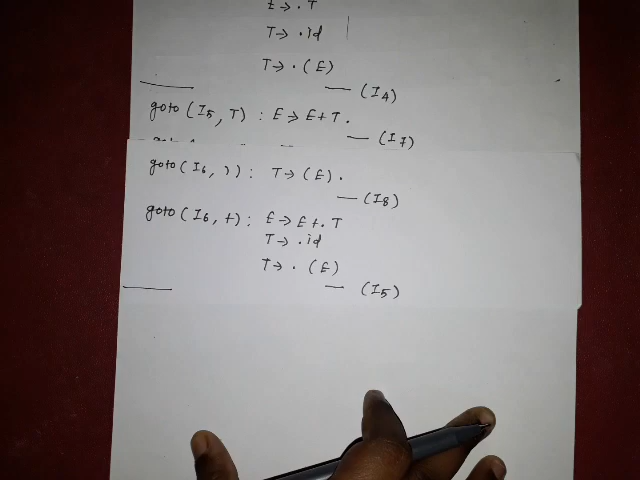 E → . T
T → . id
T → . (E)
— (I4)
goto (I5, T) : E → E + T .
— (I7)
goto (I6, )) : T → (E) .
— (I8)
goto (I6, +) : E → E + . T
T → . id
T → . (E)
— (I5)